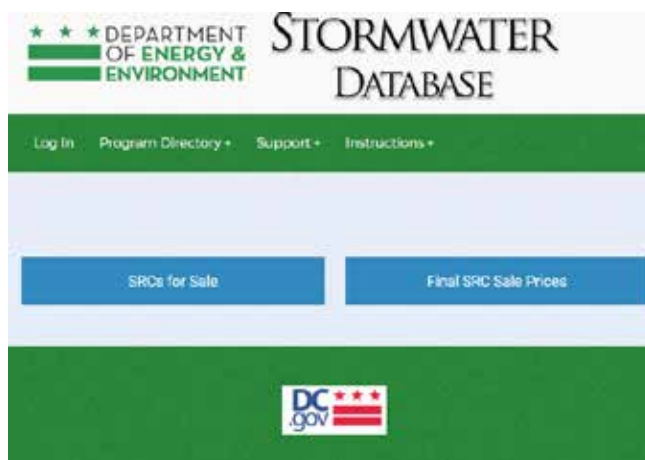 DEPARTMENT
OF ENERGY &
ENVIRONMENT
STORMWATER
DATABASE
Log In Program Directory + Support + Instructions +
SRCs for Sale Final SRC Sale Prices
DC
.gov